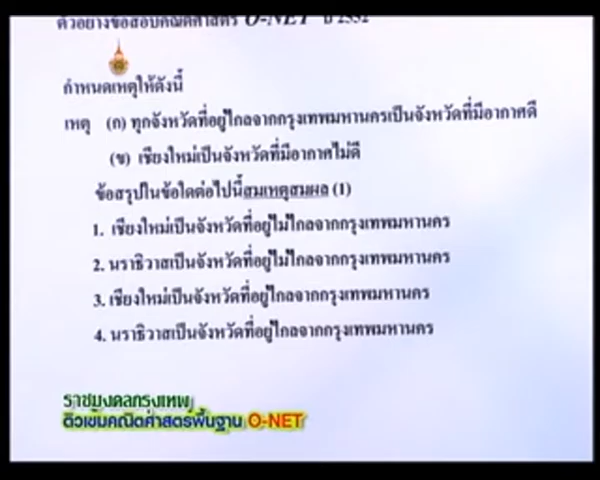 ตัวอย่างข้อสอบคณิตศาสตร์ O-NET ปี 2552
กำหนดเหตุให้ดังนี้
เหตุ (ก) ทุกจังหวัดที่อยู่ไกลจากกรุงเทพมหานครเป็นจังหวัดที่มีอากาศดี
(ข) เชียงใหม่เป็นจังหวัดที่มีอากาศไม่ดี
ข้อสรุปในข้อใดต่อไปนี้สมเหตุสมผล (1)
1. เชียงใหม่เป็นจังหวัดที่อยู่ไม่ไกลจากกรุงเทพมหานคร
2. นราธิวาสเป็นจังหวัดที่อยู่ไม่ไกลจากกรุงเทพมหานคร
3. เชียงใหม่เป็นจังหวัดที่อยู่ไกลจากกรุงเทพมหานคร
4. นราธิวาสเป็นจังหวัดที่อยู่ไกลจากกรุงเทพมหานคร
ราชมงคลกรุงเทพ
ติวเข้มคณิตศาสตร์พื้นฐาน O-NET